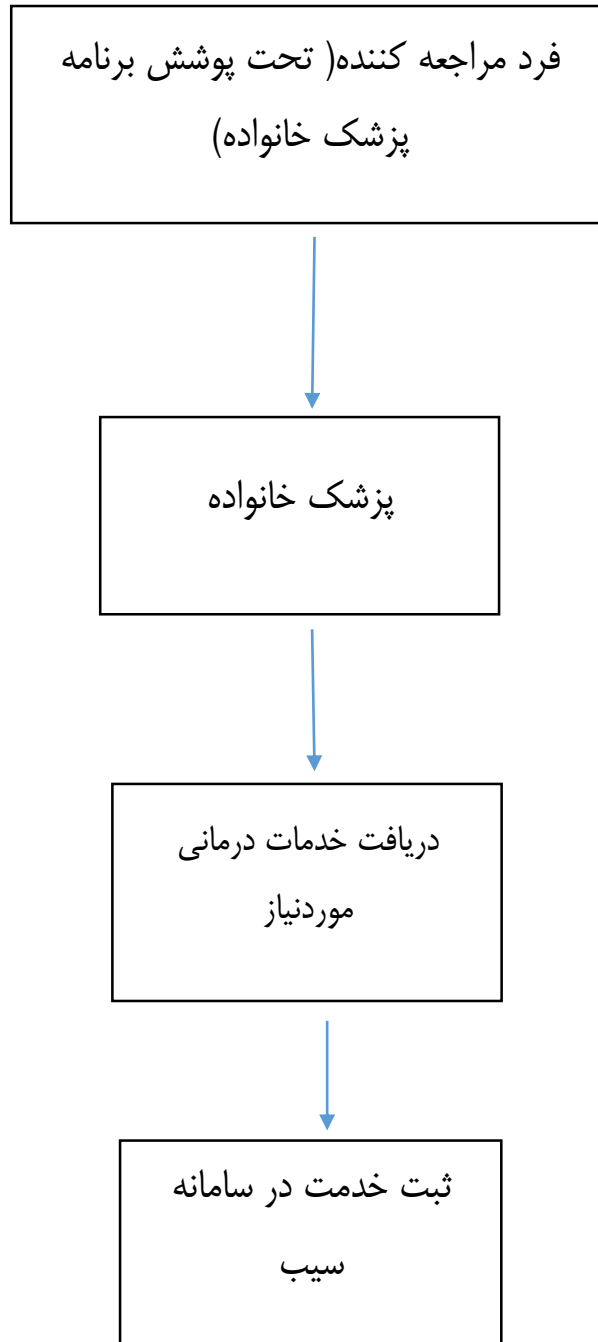 فرد مراجعه کننده( تحت پوشش برنامه
پزشک خانواده)
پزشک خانواده
دریافت خدمات درمانی
موردنیاز
ثبت خدمت در سامانه
سیب